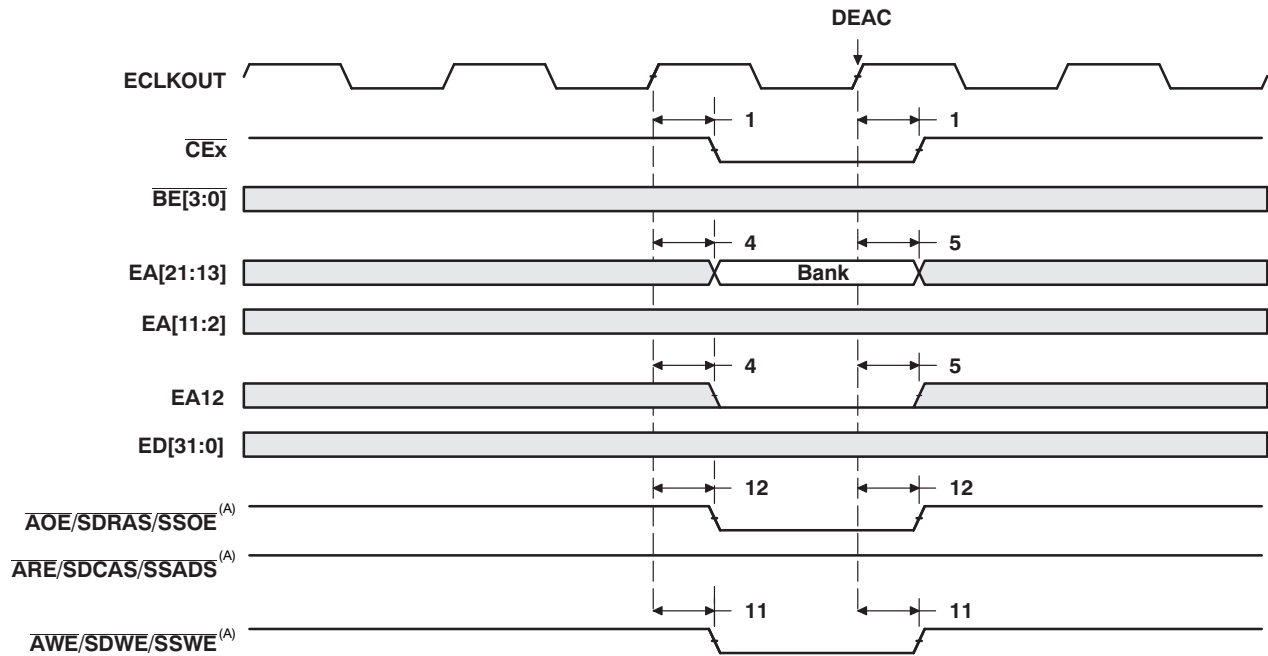 DEAC
ECLKOUT
1 1
CEx
BE[3:0]
4 5
EA[21:13] Bank
EA[11:2]
4 5
EA12
ED[31:0]
12 12
AOE/SDRAS/SSOE(A)
ARE/SDCAS/SSADS(A)
11 11
AWE/SDWE/SSWE(A)